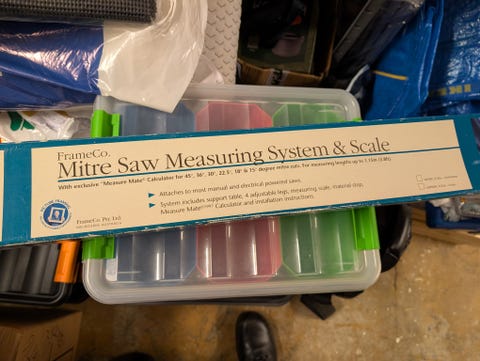 FrameCo.
Mitre Saw Measuring System & Scale
With exclusive "Measure Mate" Calculator for 45°, 36°, 30°, 22.5°, 18° & 15° degree mitre cuts. For measuring lengths up to 1.15m (3.8ft).
Attaches to most manual and electrical powered saws.
System includes support table, 4 adjustable legs, measuring scale, material stop,
Measure Mate Calculator and installation instructions.
FrameCo Pty Ltd
IKE